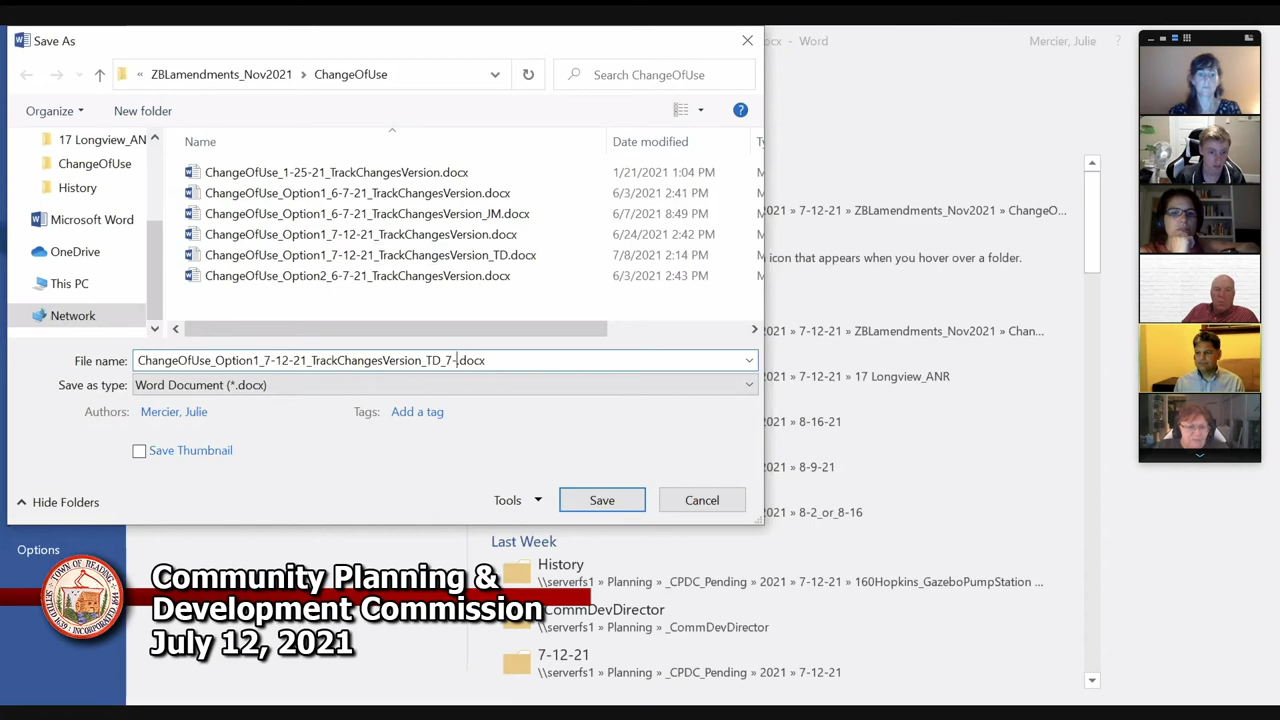 Save As
docx - Word
Mercier, Julie
?
« ZBLamendments_Nov2021 > ChangeOfUse
Search ChangeOfUse
Organize
New folder
?
Name
Date modified
17 Longview_AN
ChangeOfUse
History
Microsoft Word
OneDrive
This PC
Network
ChangeOfUse_1-25-21_TrackChangesVersion.docx 1/21/2021 1:04 PM
ChangeOfUse_Option1_6-7-21_TrackChangesVersion.docx 6/3/2021 2:41 PM
ChangeOfUse_Option1_6-7-21_TrackChangesVersion_JM.docx 6/7/2021 8:49 PM
ChangeOfUse_Option1_7-12-21_TrackChangesVersion.docx 6/24/2021 2:42 PM
ChangeOfUse_Option1_7-12-21_TrackChangesVersion_TD.docx 7/8/2021 2:14 PM
ChangeOfUse_Option2_6-7-21_TrackChangesVersion.docx 6/3/2021 2:43 PM
2021 » 7-12-21 » ZBLamendments_Nov2021 » ChangeO...
icon that appears when you hover over a folder.
2021 » 7-12-21 » ZBLamendments_Nov2021 » Chan...
2021 » 7-12-21 » 17 Longview_ANR
2021 » 8-16-21
2021 » 8-9-21
2021 » 8-2_or_8-16
File name: ChangeOfUse_Option1_7-12-21_TrackChangesVersion_TD_7-.docx
Save as type: Word Document (*.docx)
Authors: Mercier, Julie
Tags: Add a tag
Save Thumbnail
Hide Folders
Tools
Save
Cancel
Options
Last Week
History
\\serverfs1 » Planning » _CPDC_Pending » 2021 » 7-12-21 » 160Hopkins_GazeboPumpStation ...
CommDevDirector
\\serverfs1 » Planning » _CommDevDirector
7-12-21
\\serverfs1 » Planning » _CPDC_Pending » 2021 » 7-12-21
Community Planning &
Development Commission
July 12, 2021